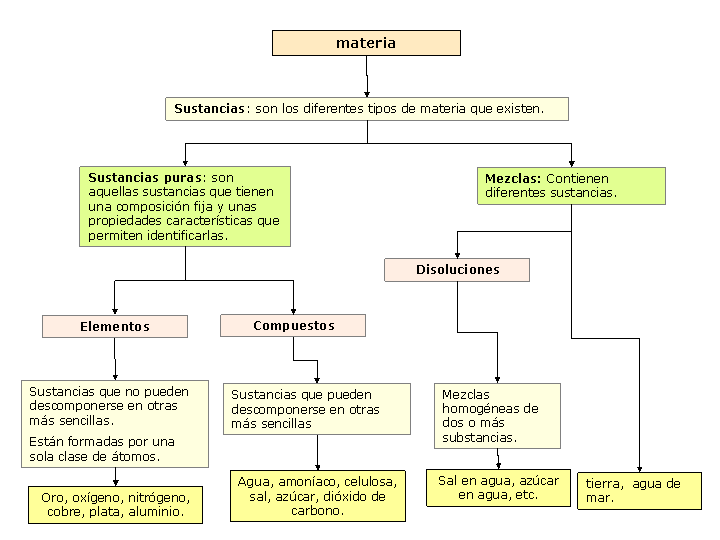 materia
Sustancias: son los diferentes tipos de materia que existen.
Sustancias puras: son
aquellas sustancias que tienen
una composición fija y unas
propiedades características que
permiten identificarlas.
Mezclas: Contienen
diferentes sustancias.
Disoluciones
Elementos
Compuestos
Sustancias que no pueden
descomponerse en otras
más sencillas.
Están formadas por una
sola clase de átomos.
Sustancias que pueden
descomponerse en otras
más sencillas
Mezclas
homogéneas de
dos o más
substancias.
Oro, oxígeno, nitrógeno,
cobre, plata, aluminio.
Agua, amoníaco, celulosa,
sal, azúcar, dióxido de
carbono.
Sal en agua, azúcar
en agua, etc.
tierra, agua de
mar.